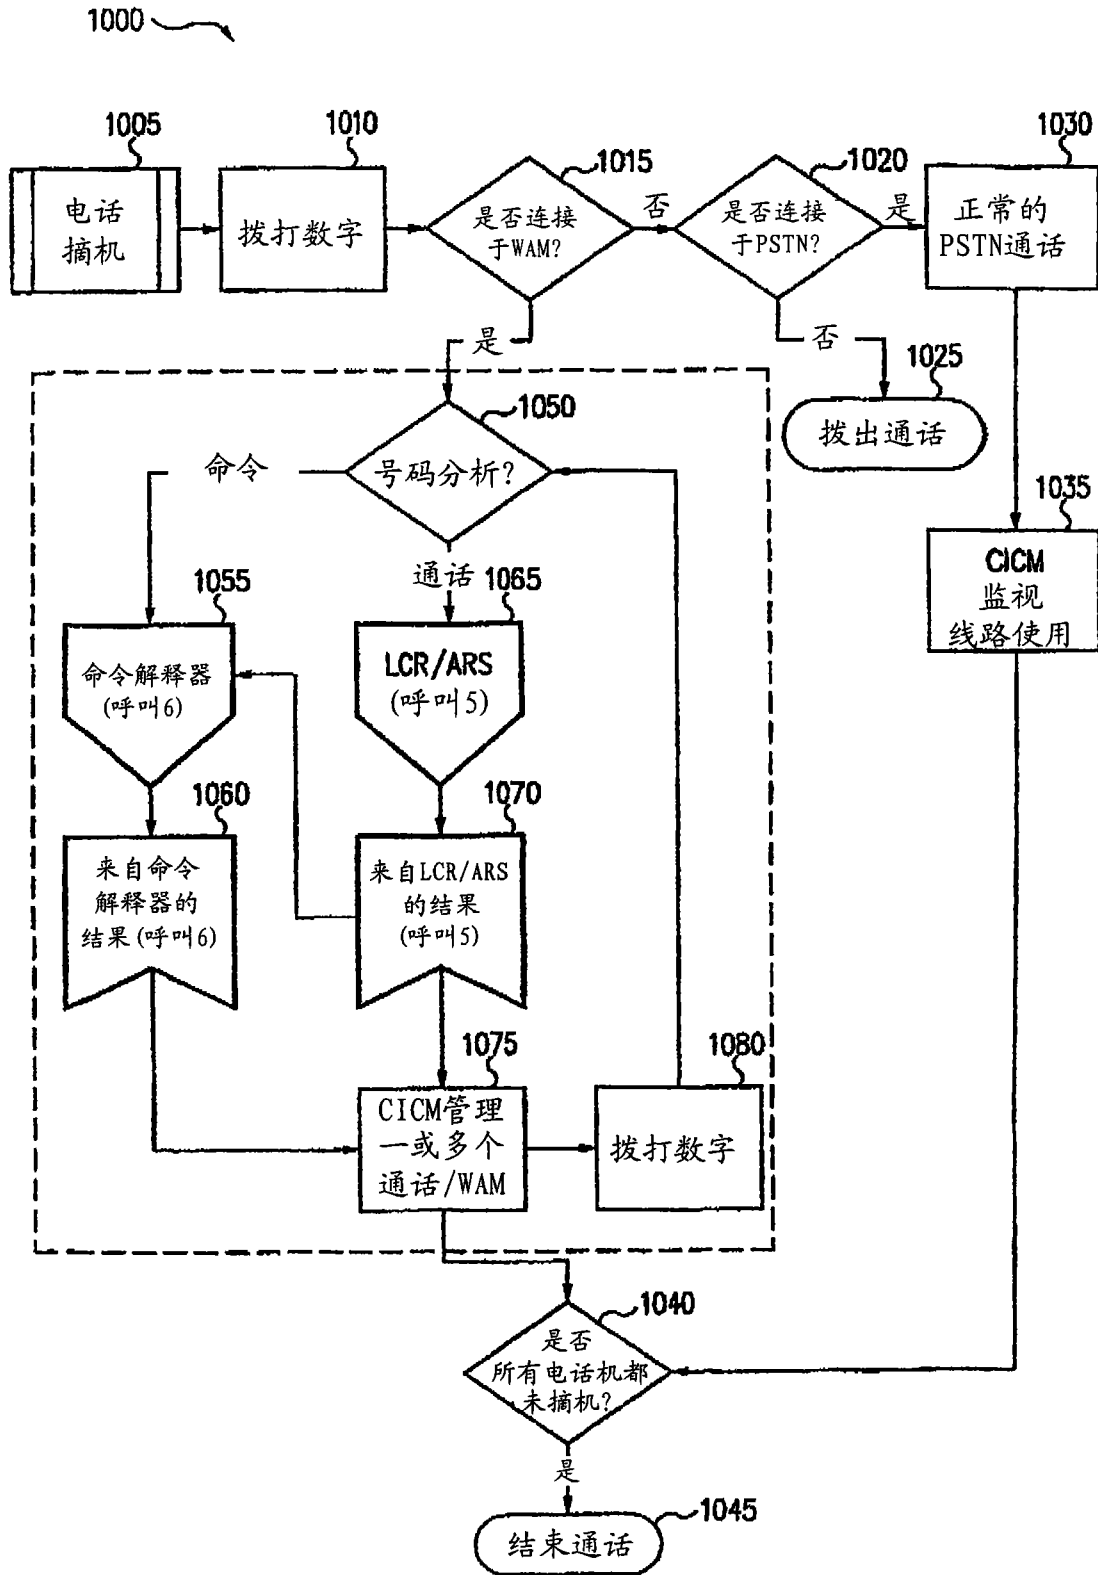 1000
1005
电话
摘机
1010
拨打数字
1015
是否连接
于WAM?
否
1020
是否连接
于PSTN?
是
1030
正常的
PSTN通话
是
否
1025
拨出通话
1035
CICM
监视
线路使用
1050
号码分析?
命令
通话
1055
命令解释器
(呼叫6)
1065
LCR/ARS
(呼叫5)
1060
来自命令
解释器的
结果(呼叫6)
1070
来自LCR/ARS
的结果
(呼叫5)
1075
CICM管理
一或多个
通话/WAM
1080
拨打数字
1040
是否
所有电话机都
未摘机?
是
1045
结束通话